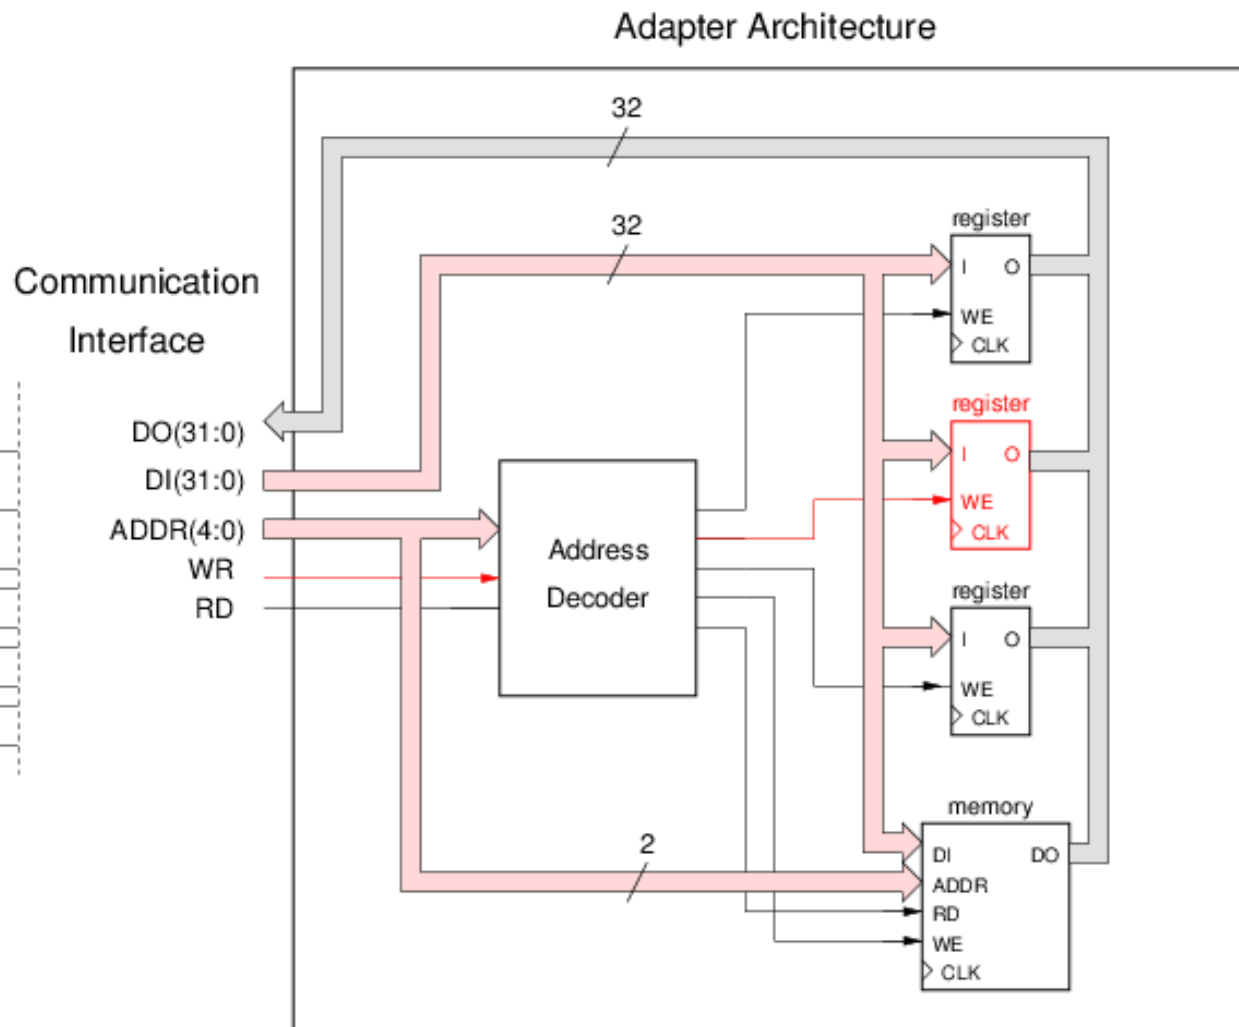 Adapter Architecture
32
32
register
I O
WE
CLK
Communication
Interface
DO(31:0)
DI(31:0)
ADDR(4:0)
WR
RD
Address
Decoder
register
I O
WE
CLK
register
I O
WE
CLK
2
memory
DI DO
ADDR
RD
WE
CLK